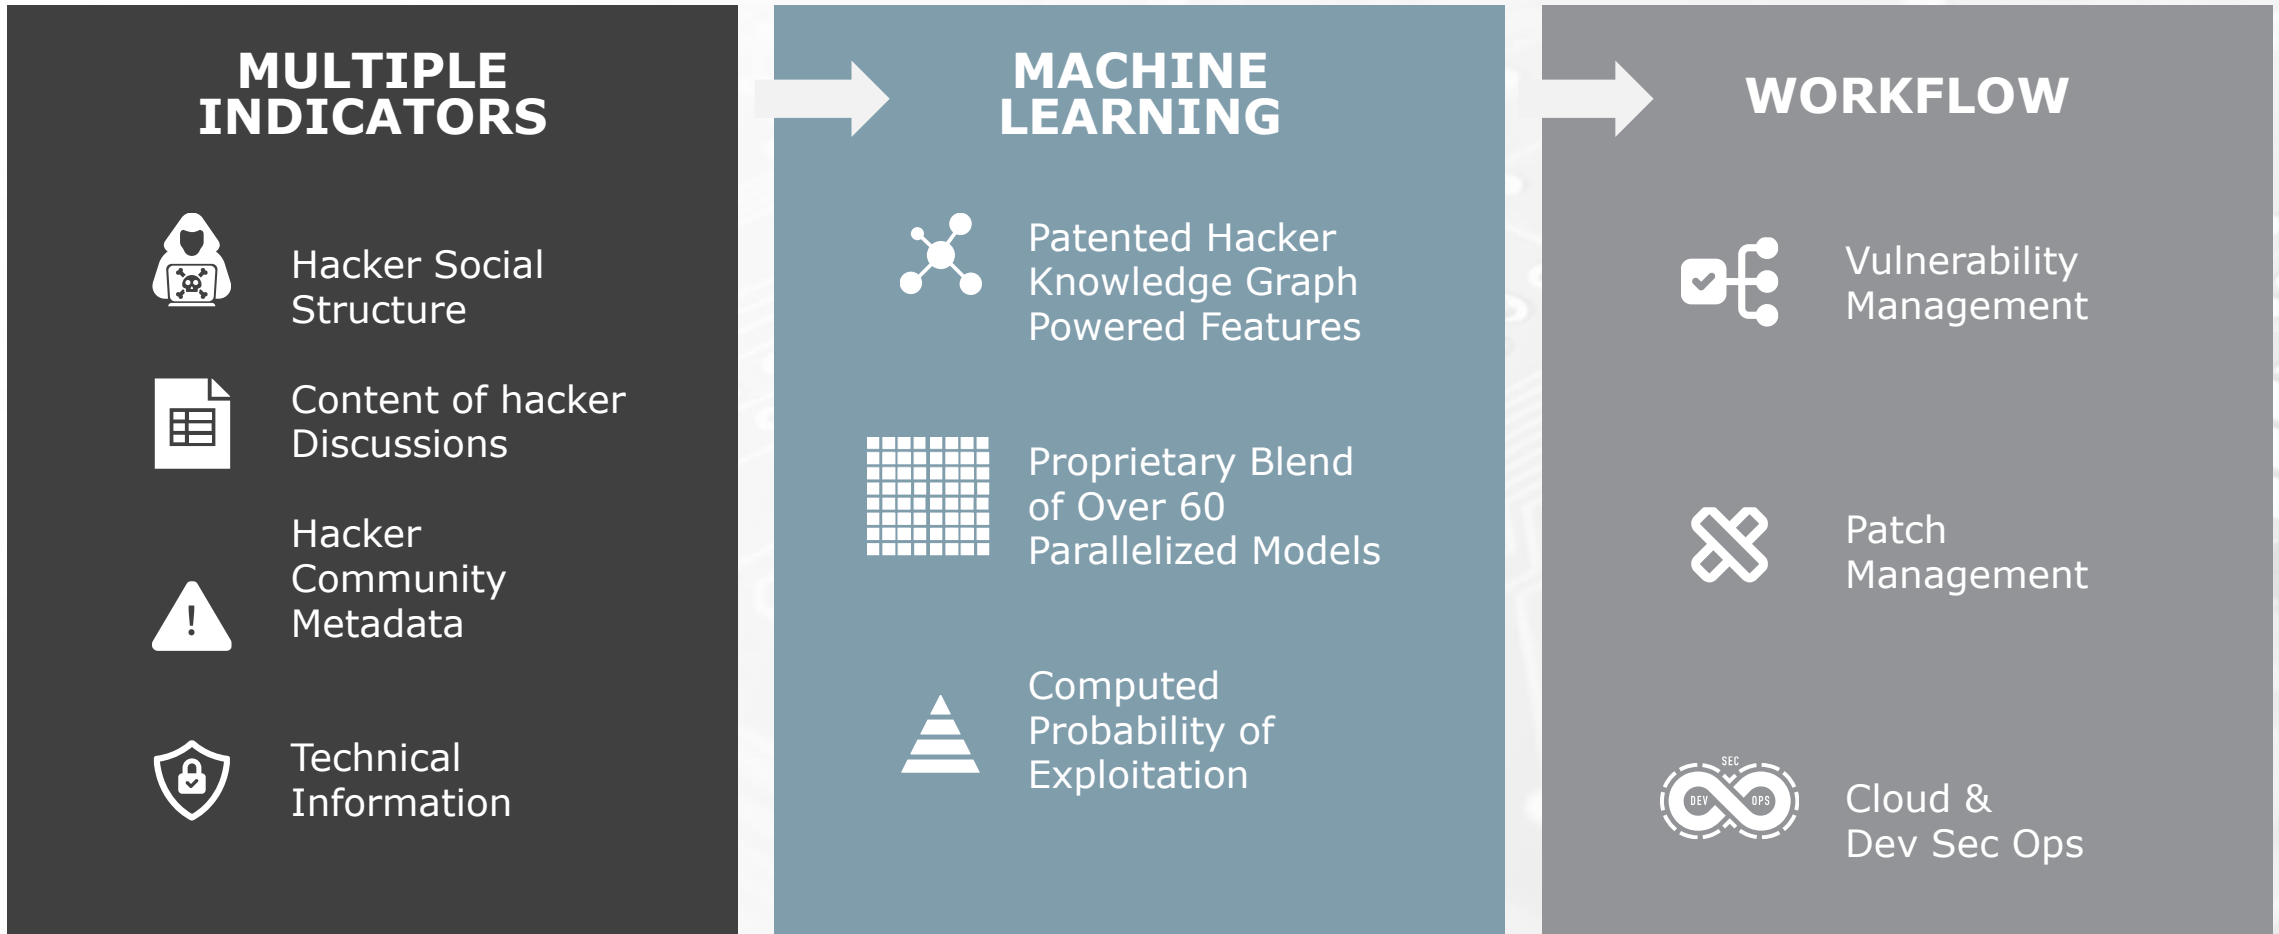 MULTIPLE
INDICATORS
Hacker Social
Structure
Content of hacker
Discussions
Hacker
Community
Metadata
!
Technical
Information
MACHINE
LEARNING
Patented Hacker
Knowledge Graph
Powered Features
Proprietary Blend
of Over 60
Parallelized Models
Computed
Probability of
Exploitation
WORKFLOW
Vulnerability
Management
Patch
Management
SEC
DEV OPS
Cloud &
Dev Sec Ops